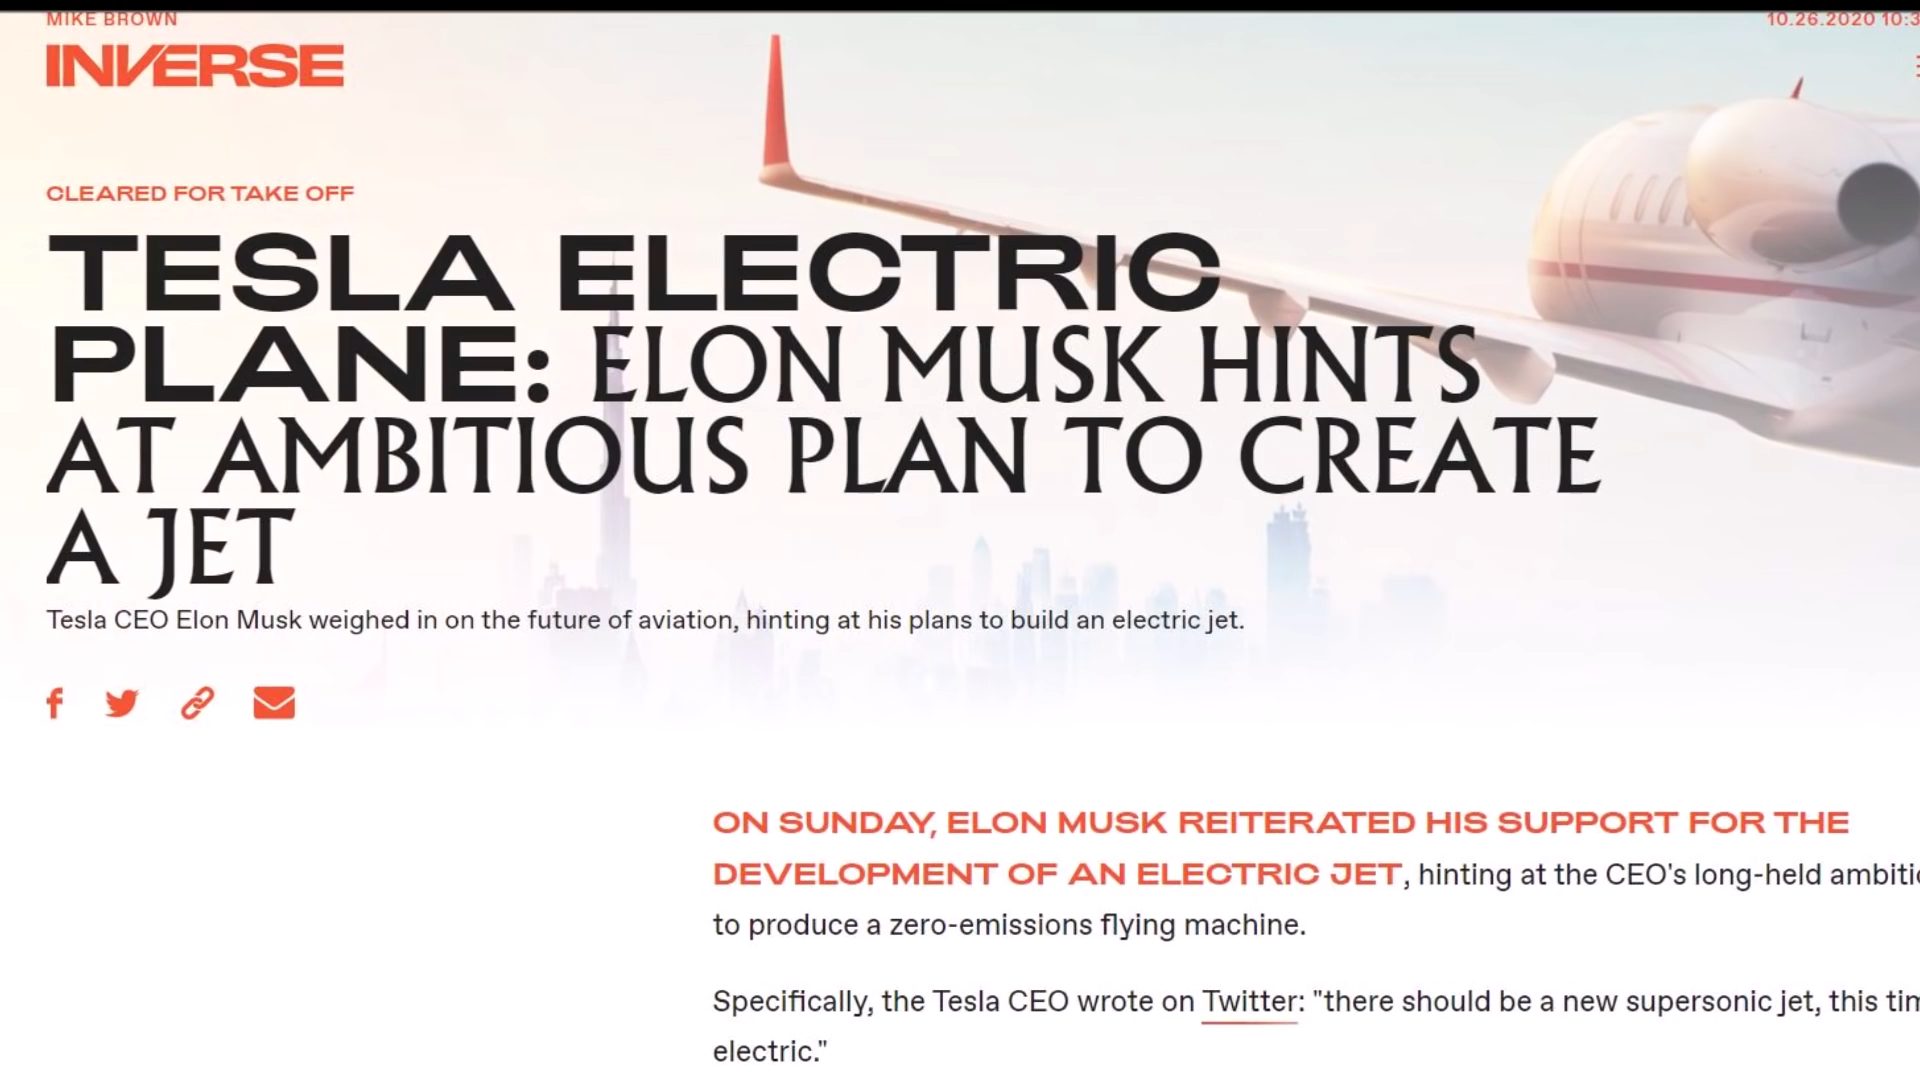 MIKE BROWN
10.26.2020 10:3
INVERSE
CLEARED FOR TAKE OFF
TESLA ELECTRIC
PLANE: ELON MUSK HINTS
AT AMBITIOUS PLAN TO CREATE
A JET
Tesla CEO Elon Musk weighed in on the future of aviation, hinting at his plans to build an electric jet.
ON SUNDAY, ELON MUSK REITERATED HIS SUPPORT FOR THE
DEVELOPMENT OF AN ELECTRIC JET, hinting at the CEO's long-held ambitio
to produce a zero-emissions flying machine.
Specifically, the Tesla CEO wrote on Twitter: "there should be a new supersonic jet, this tim
electric."